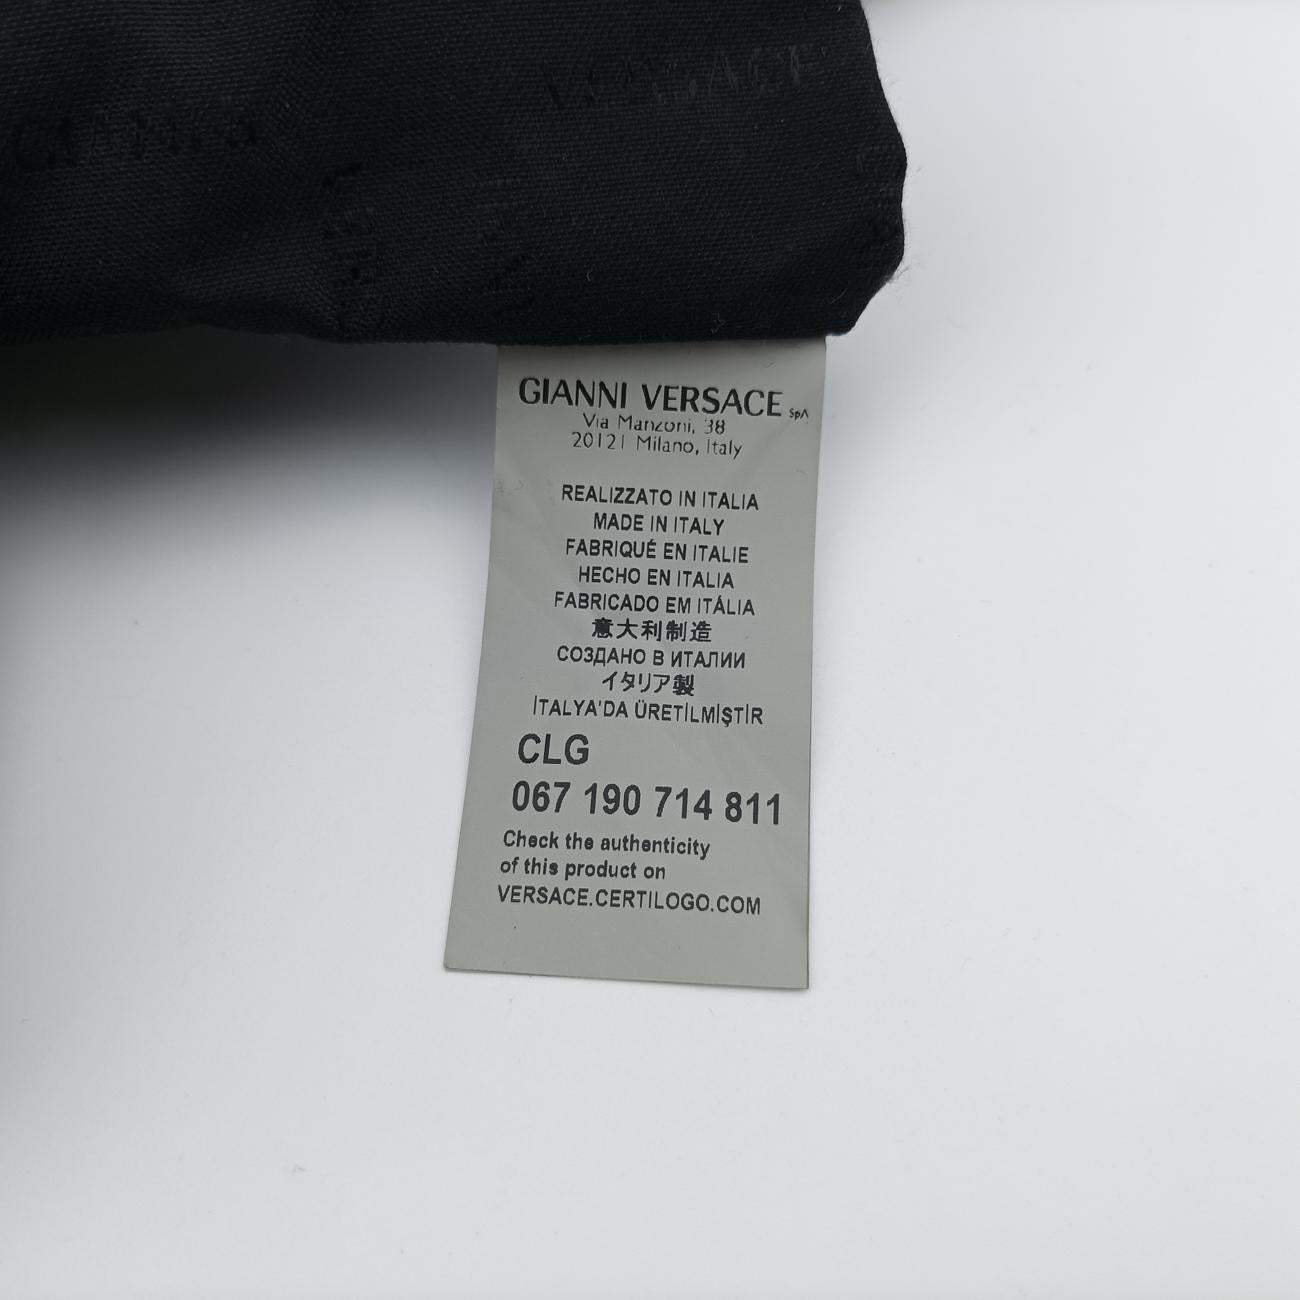 VERSACE
GIANNI VERSACE SpA
Via Manzoni, 38
20121 Milano, Italy
REALIZZATO IN ITALIA
MADE IN ITALY
FABRIQUÉ EN ITALIE
HECHO EN ITALIA
FABRICADO EM ITÁLIA
意大利制造
СОЗДАНО В ИТАЛИИ
イタリア製
İTALYA'DA ÜRETİLMİŞTİR
CLG
067 190 714 811
Check the authenticity
of this product on
VERSACE.CERTILOGO.COM